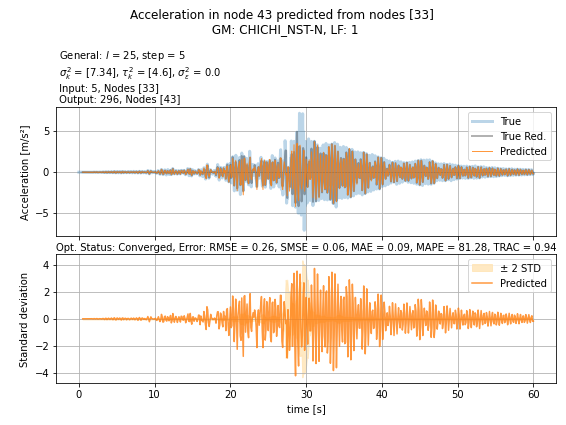 Acceleration in node 43 predicted from nodes [33]
GM: CHICHI_NST-N, LF: 1
General: l = 25, step = 5
σ²ₖ = [7.34], τ²ₖ = [4.6], σ²ε = 0.0
Input: 5, Nodes [33]
Output: 296, Nodes [43]
True
True Red.
Predicted
5
0
−5
Acceleration [m/s²]
Opt. Status: Converged, Error: RMSE = 0.26, SMSE = 0.06, MAE = 0.09, MAPE = 81.28, TRAC = 0.94
± 2 STD
Predicted
4
2
0
−2
−4
Standard deviation
0 10 20 30 40 50 60
time [s]